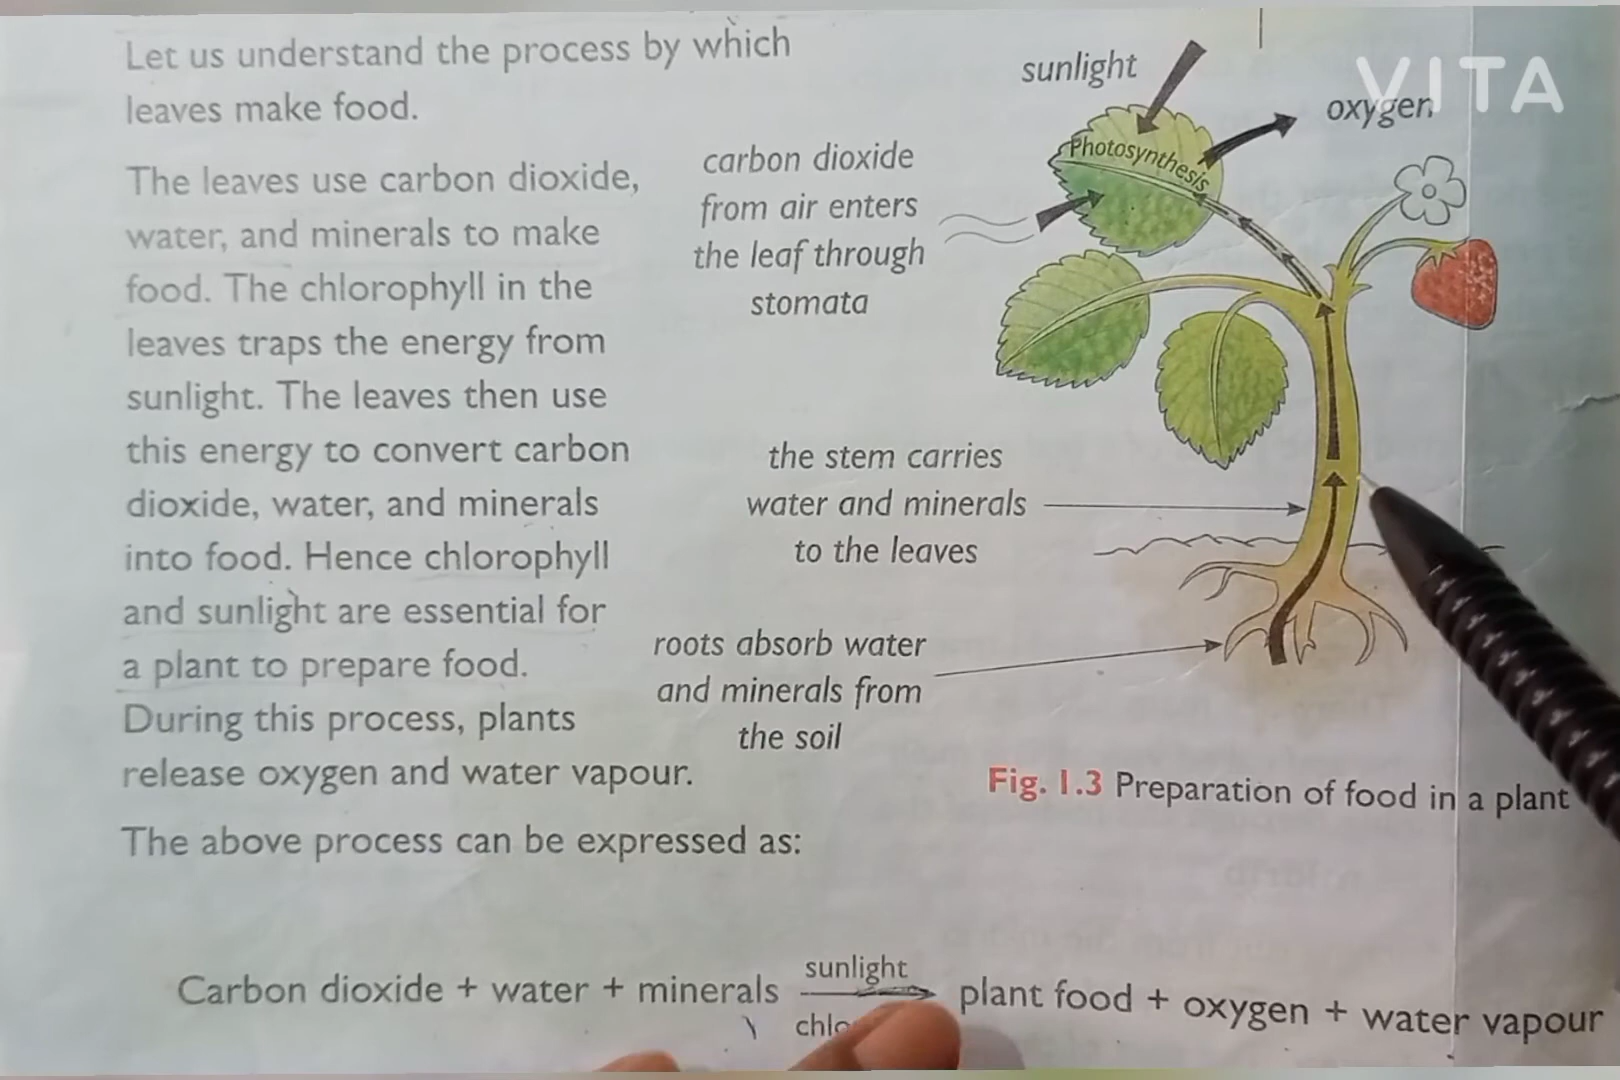 Let us understand the process by which
leaves make food.
The leaves use carbon dioxide,
water, and minerals to make
food. The chlorophyll in the
leaves traps the energy from
sunlight. The leaves then use
this energy to convert carbon
dioxide, water, and minerals
into food. Hence chlorophyll
and sunlight are essential for
a plant to prepare food.
During this process, plants
release oxygen and water vapour.
The above process can be expressed as:
sunlight
VITA
oxygen
Photosynthesis
carbon dioxide
from air enters
the leaf through
stomata
the stem carries
water and minerals
to the leaves
roots absorb water
and minerals from
the soil
Fig. 1.3 Preparation of food in a plant
sunlight
Carbon dioxide + water + minerals plant food + oxygen + water vapour